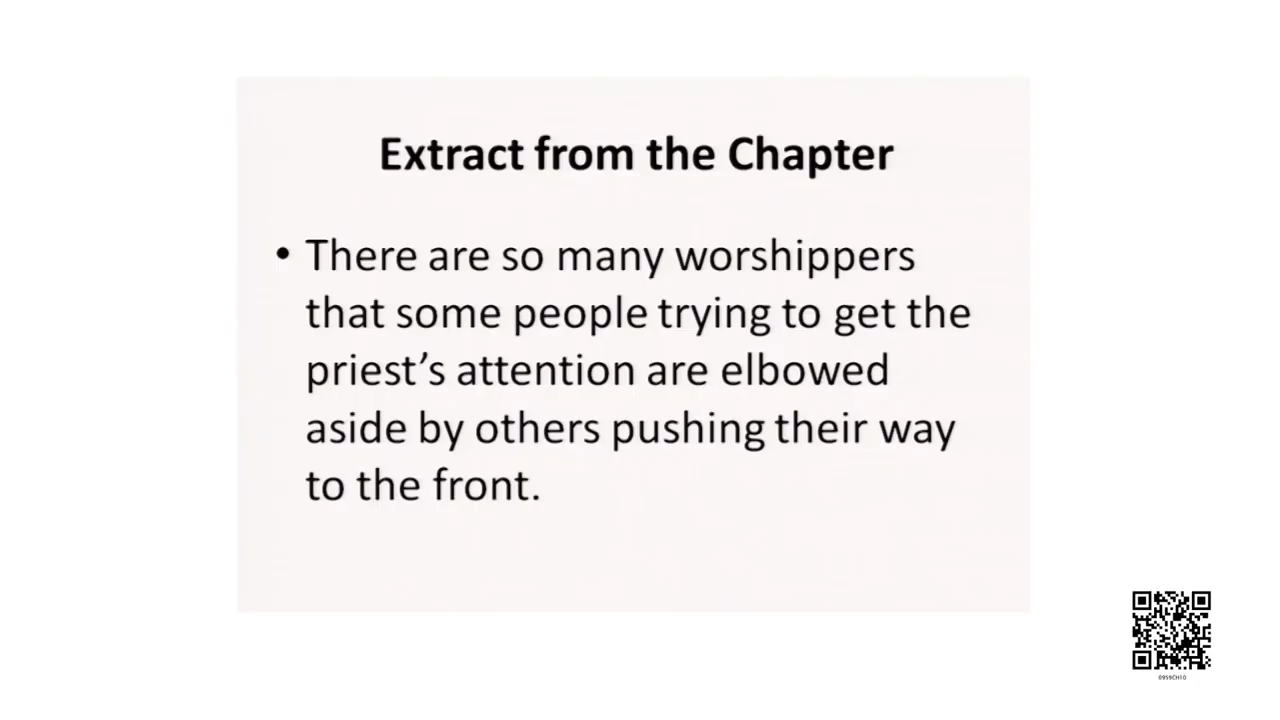 Extract from the Chapter
• There are so many worshippers
that some people trying to get the
priest's attention are elbowed
aside by others pushing their way
to the front.
0959CH10